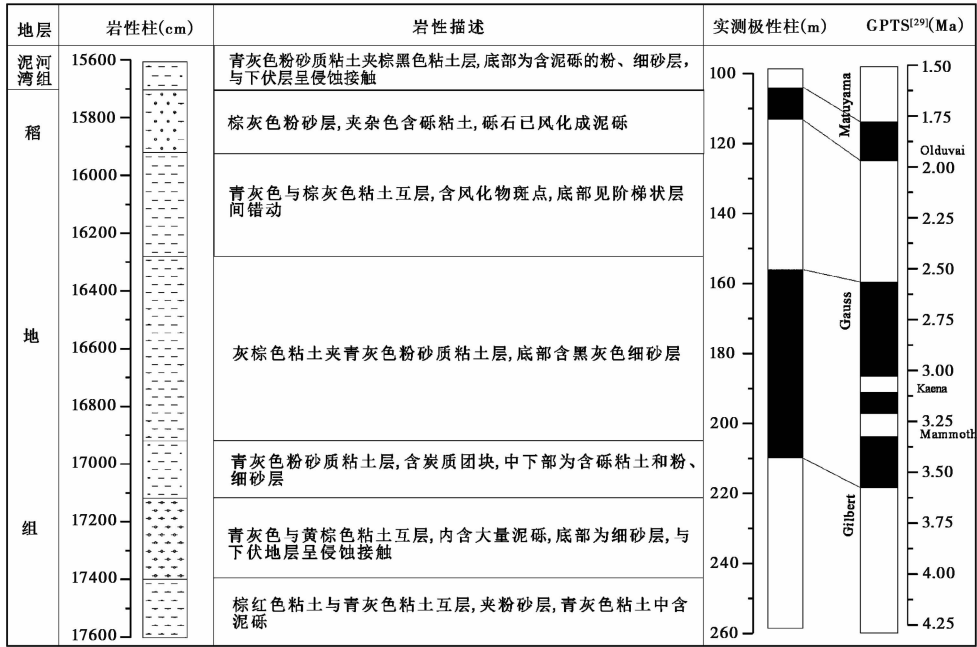 地层
岩性柱(cm)
岩性描述
实测极性柱(m)
GPTS[29](Ma)
泥河
湾组
稻
地
组
15600
15800
16000
16200
16400
16600
16800
17000
17200
17400
17600
青灰色粉砂质粘土夹棕黑色粘土层,底部为含泥砾的粉、细砂层,
与下伏层呈侵蚀接触
棕灰色粉砂层,夹杂色含砾粘土,砾石已风化成泥砾
青灰色与棕灰色粘土互层,含风化物斑点,底部见阶梯状层
间错动
灰棕色粘土夹青灰色粉砂质粘土层,底部含黑灰色细砂层
青灰色粉砂质粘土层,含炭质团块,中下部为含砾粘土和粉、
细砂层
青灰色与黄棕色粘土互层,内含大量泥砾,底部为细砂层,与
下伏地层呈侵蚀接触
棕红色粘土与青灰色粘土互层,夹粉砂层,青灰色粘土中含
泥砾
100
120
140
160
180
200
220
240
260
Matuyama
Gauss
Gilbert
1.50
1.75
Olduvai
2.00
2.25
2.50
2.75
3.00
Kaena
3.25
Mammoth
3.50
3.75
4.00
4.25